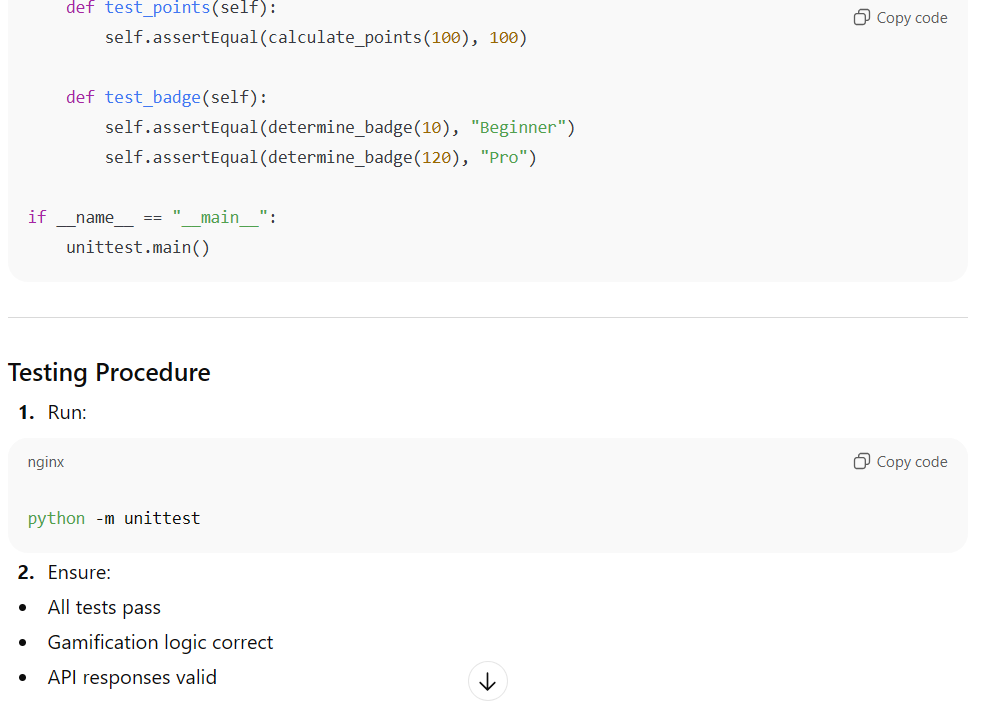 def test_points(self):
Copy code
self.assertEqual(calculate_points(100), 100)
def test_badge(self):
self.assertEqual(determine_badge(10), "Beginner")
self.assertEqual(determine_badge(120), "Pro")
if __name__ == "__main__":
unittest.main()
Testing Procedure
1. Run:
nginx
Copy code
python -m unittest
2. Ensure:
• All tests pass
• Gamification logic correct
• API responses valid